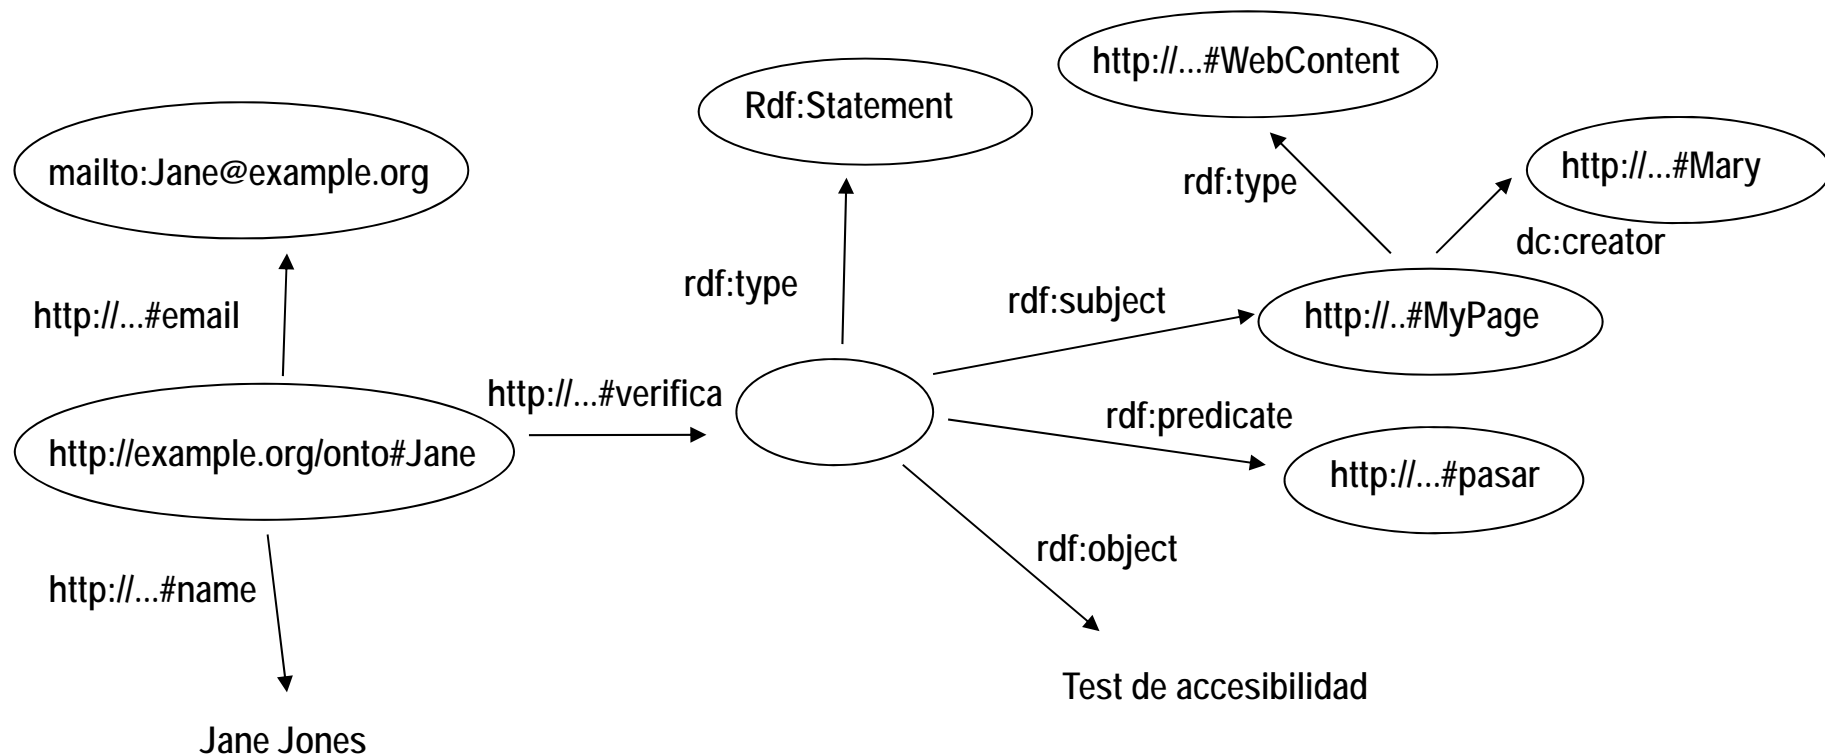 http://...#WebContent
Rdf:Statement
mailto:Jane@example.org
http://...#Mary
rdf:type
dc:creator
rdf:type
rdf:subject
http://...#email
http://..#MyPage
http://...#verifica
rdf:predicate
http://example.org/onto#Jane
http://...#pasar
rdf:object
http://...#name
Test de accesibilidad
Jane Jones